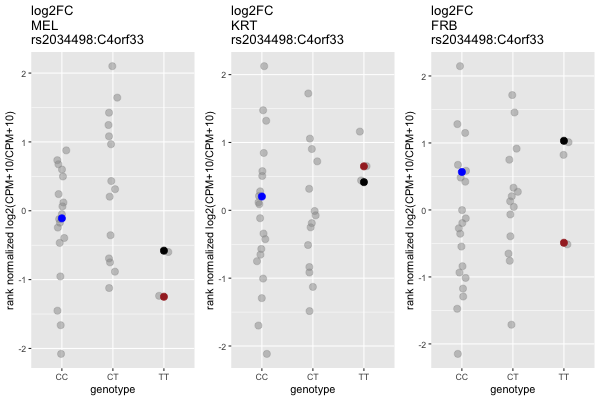 log2FC
MEL
rs2034498:C4orf33
rank normalized log2(CPM+10/CPM+10)
2
1
0
-1
-2
CC
CT
TT
genotype
log2FC
KRT
rs2034498:C4orf33
rank normalized log2(CPM+10/CPM+10)
2
1
0
-1
-2
CC
CT
TT
genotype
log2FC
FRB
rs2034498:C4orf33
rank normalized log2(CPM+10/CPM+10)
2
1
0
-1
-2
CC
CT
TT
genotype